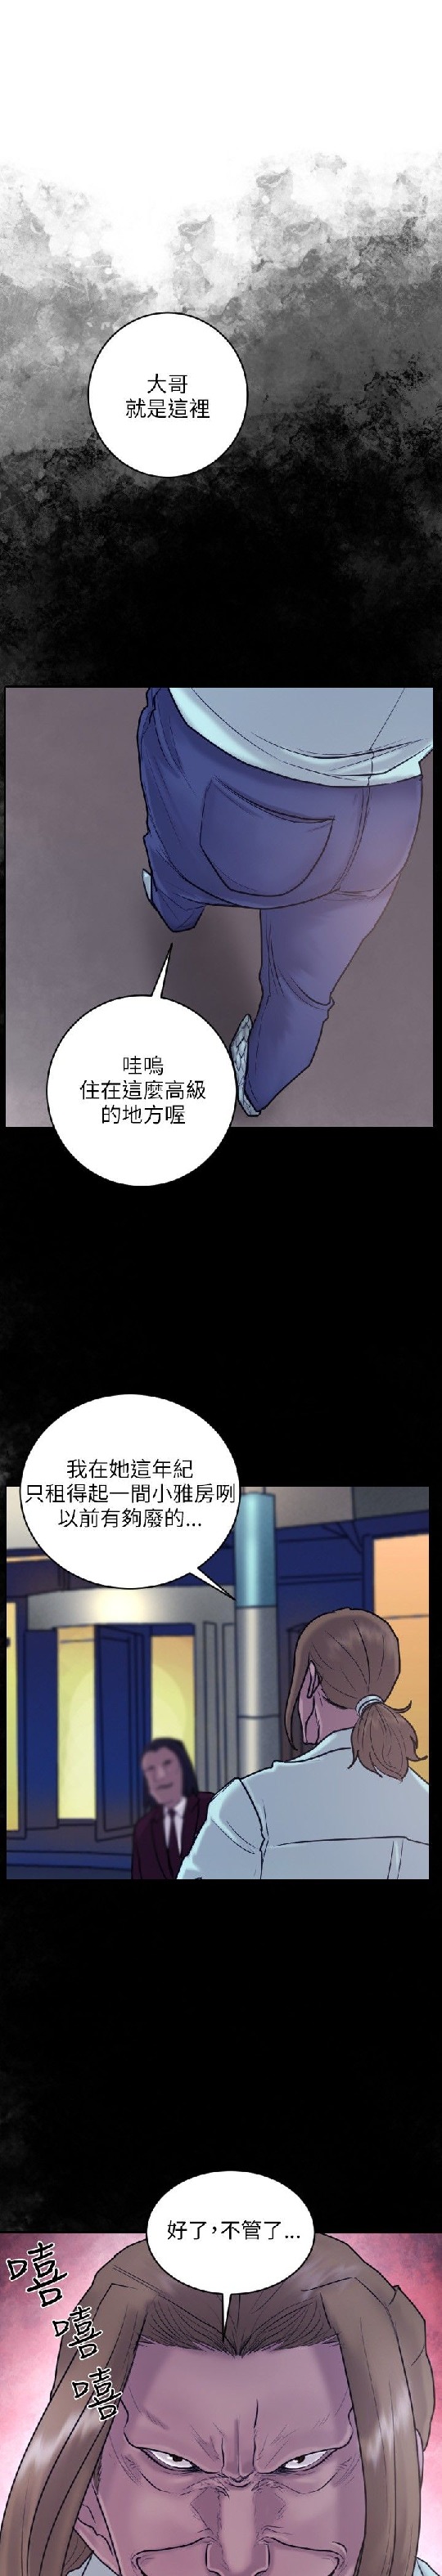 大哥
就是這裡
哇嗚
住在這麼高級
的地方喔
我在她這年紀
只租得起一間小雅房咧
以前有夠廢的...
好了，不管了...
嘻
嘻
嘻